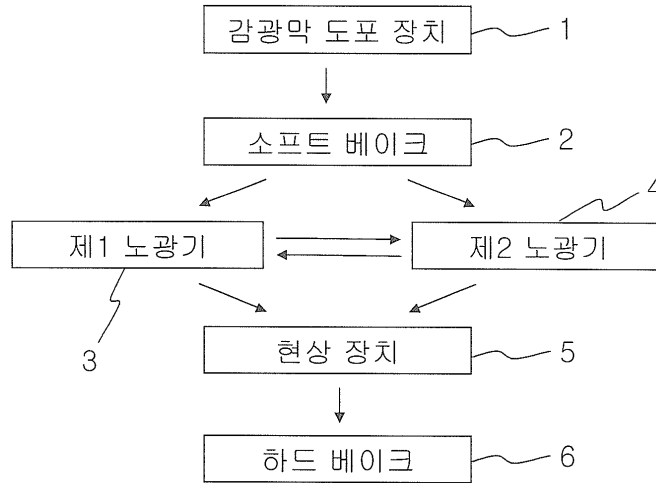 감광막 도포 장치
1
소프트 베이크
2
4
제1 노광기
제2 노광기
3
현상 장치
5
하드 베이크
6